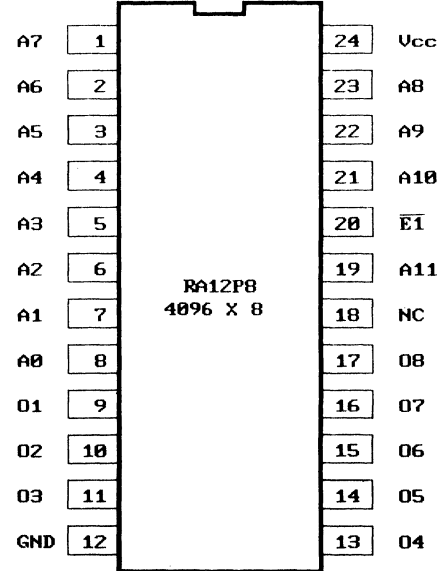 A7 1 24 Vcc
A6 2 23 A8
A5 3 22 A9
A4 4 21 A10
A3 5 20 E1
A2 6 19 A11
RA12P8
4096 X 8
A1 7 18 NC
A0 8 17 O8
O1 9 16 O7
O2 10 15 O6
O3 11 14 O5
GND 12 13 O4